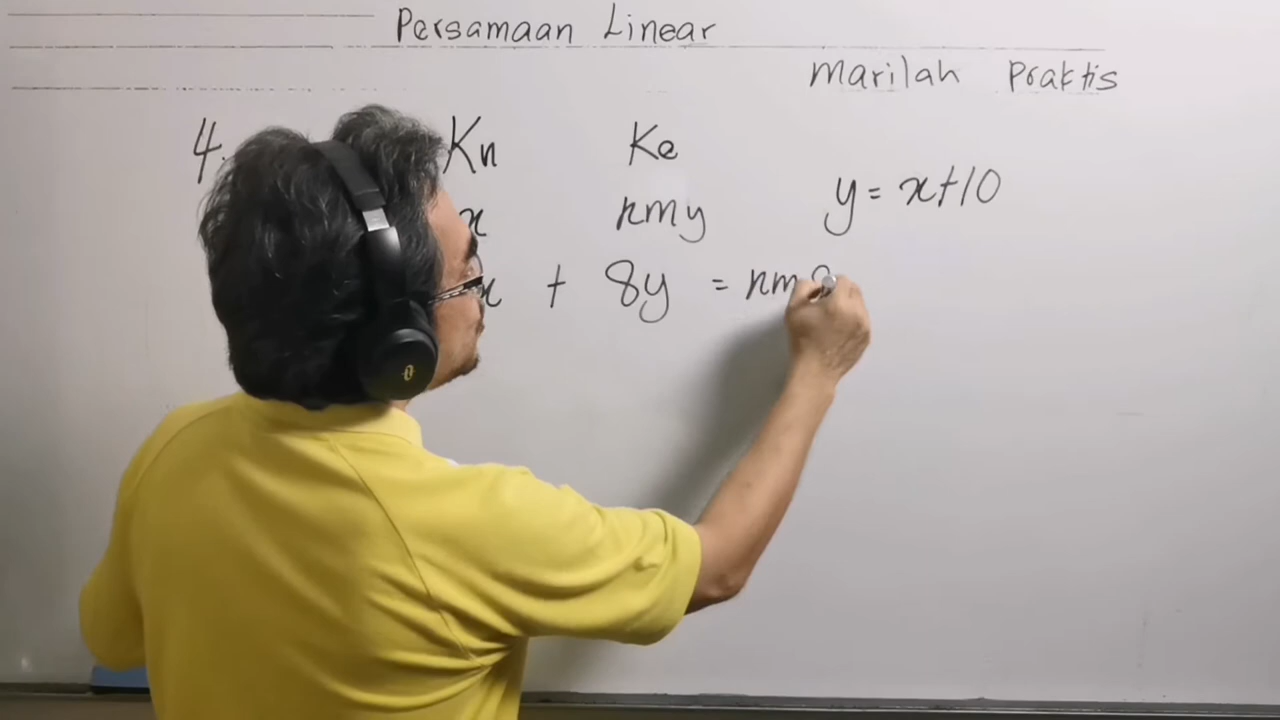 Persamaan Linear
Marilah Praktis
4. Kn Ke
x rmy y = x+10
x + 8y = rm